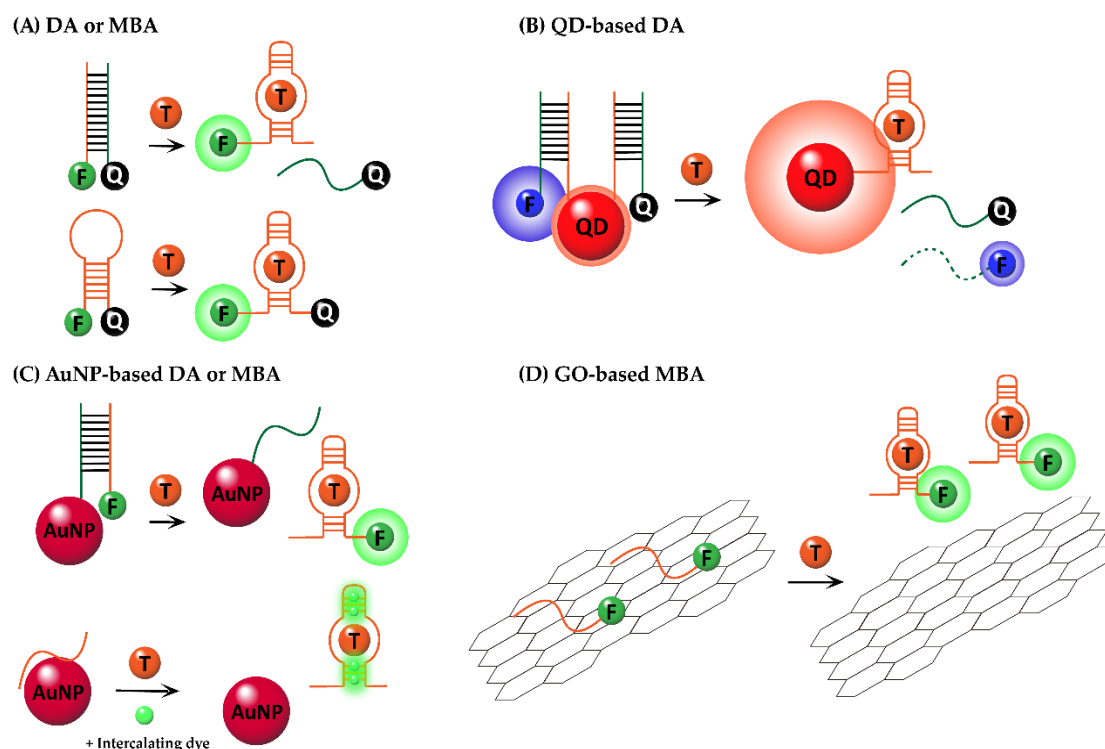 (A) DA or MBA
T
T
F
Q
F
Q
T
T
F
Q
F
Q
(B) QD-based DA
T
T
F
QD
Q
QD
Q
F
(C) AuNP-based DA or MBA
T
T
AuNP
F
AuNP
F
T
T
AuNP
AuNP
+ Intercalating dye
(D) GO-based MBA
T
T
F
F
T
F
F